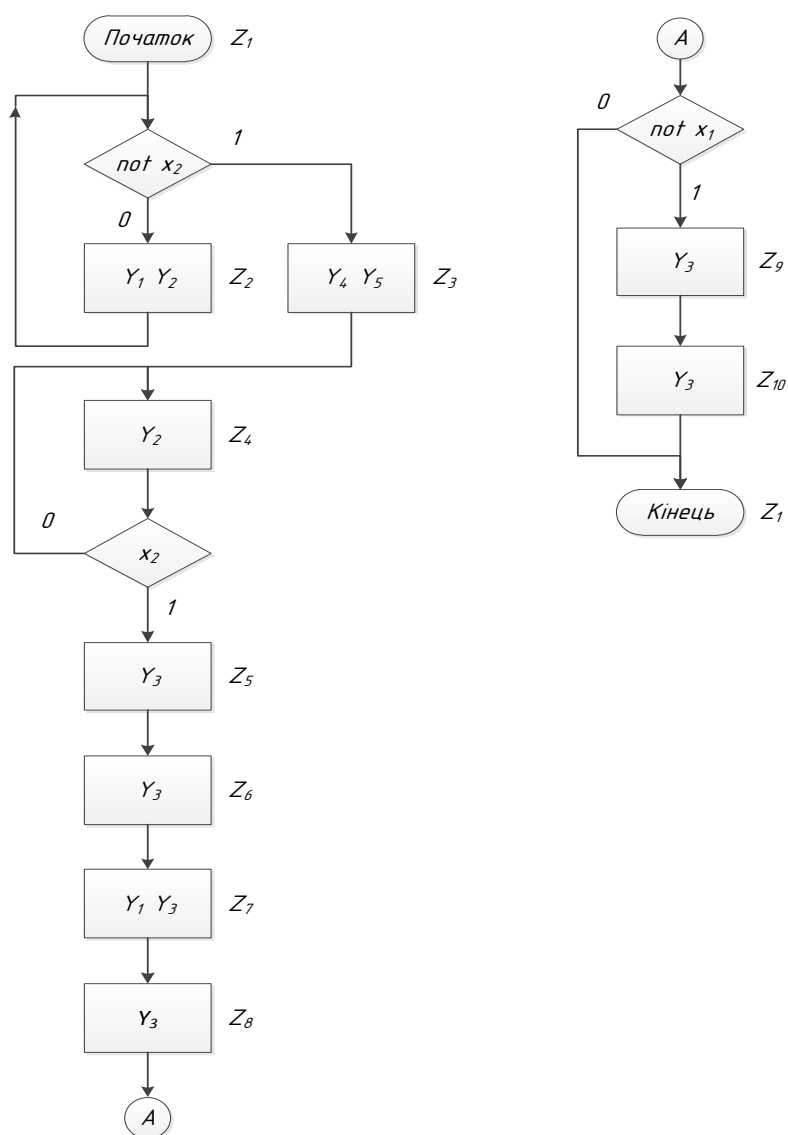 Початок Z₁
not x₂
1
0
Y₁ Y₂ Z₂
Y₄ Y₅ Z₃
Y₂ Z₄
0
x₂
1
Y₃ Z₅
Y₃ Z₆
Y₁ Y₃ Z₇
Y₃ Z₈
A
A
0
not x₁
1
Y₃ Z₉
Y₃ Z₁₀
Кінець Z₁